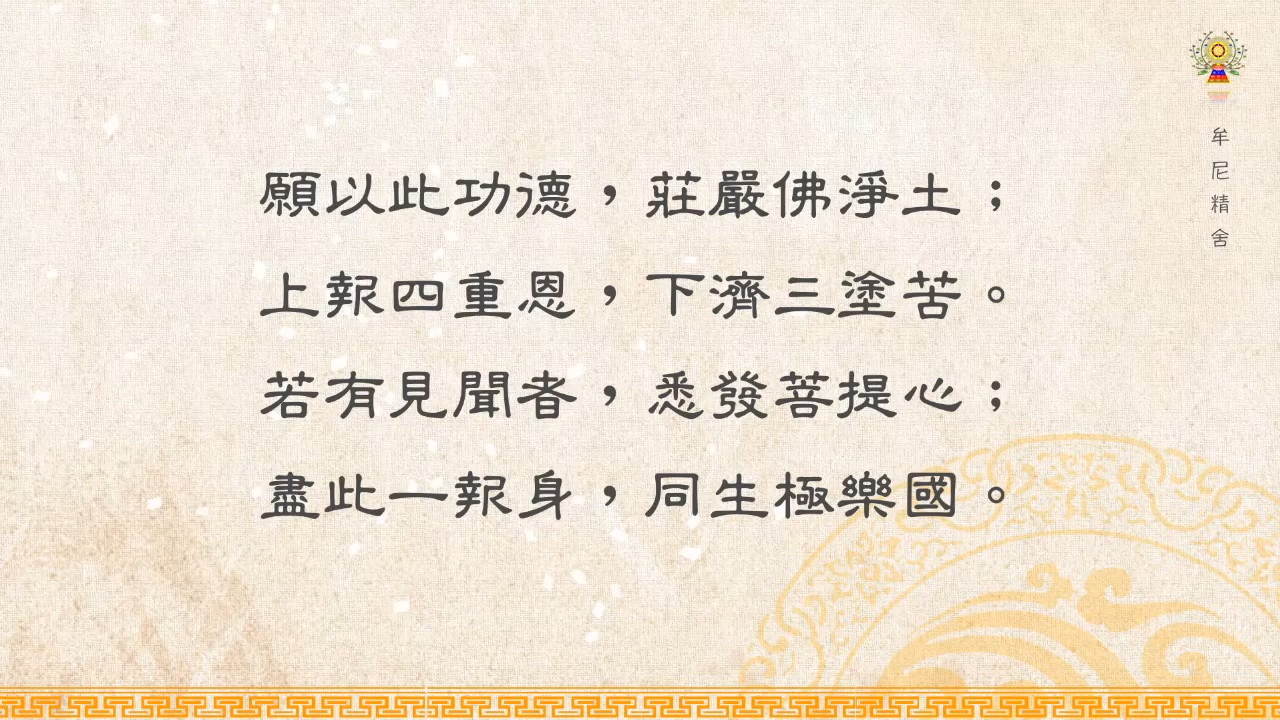 願以此功德，莊嚴佛淨土；
上報四重恩，下濟三塗苦。
若有見聞者，悉發菩提心；
盡此一報身，同生極樂國。
牟尼精舍